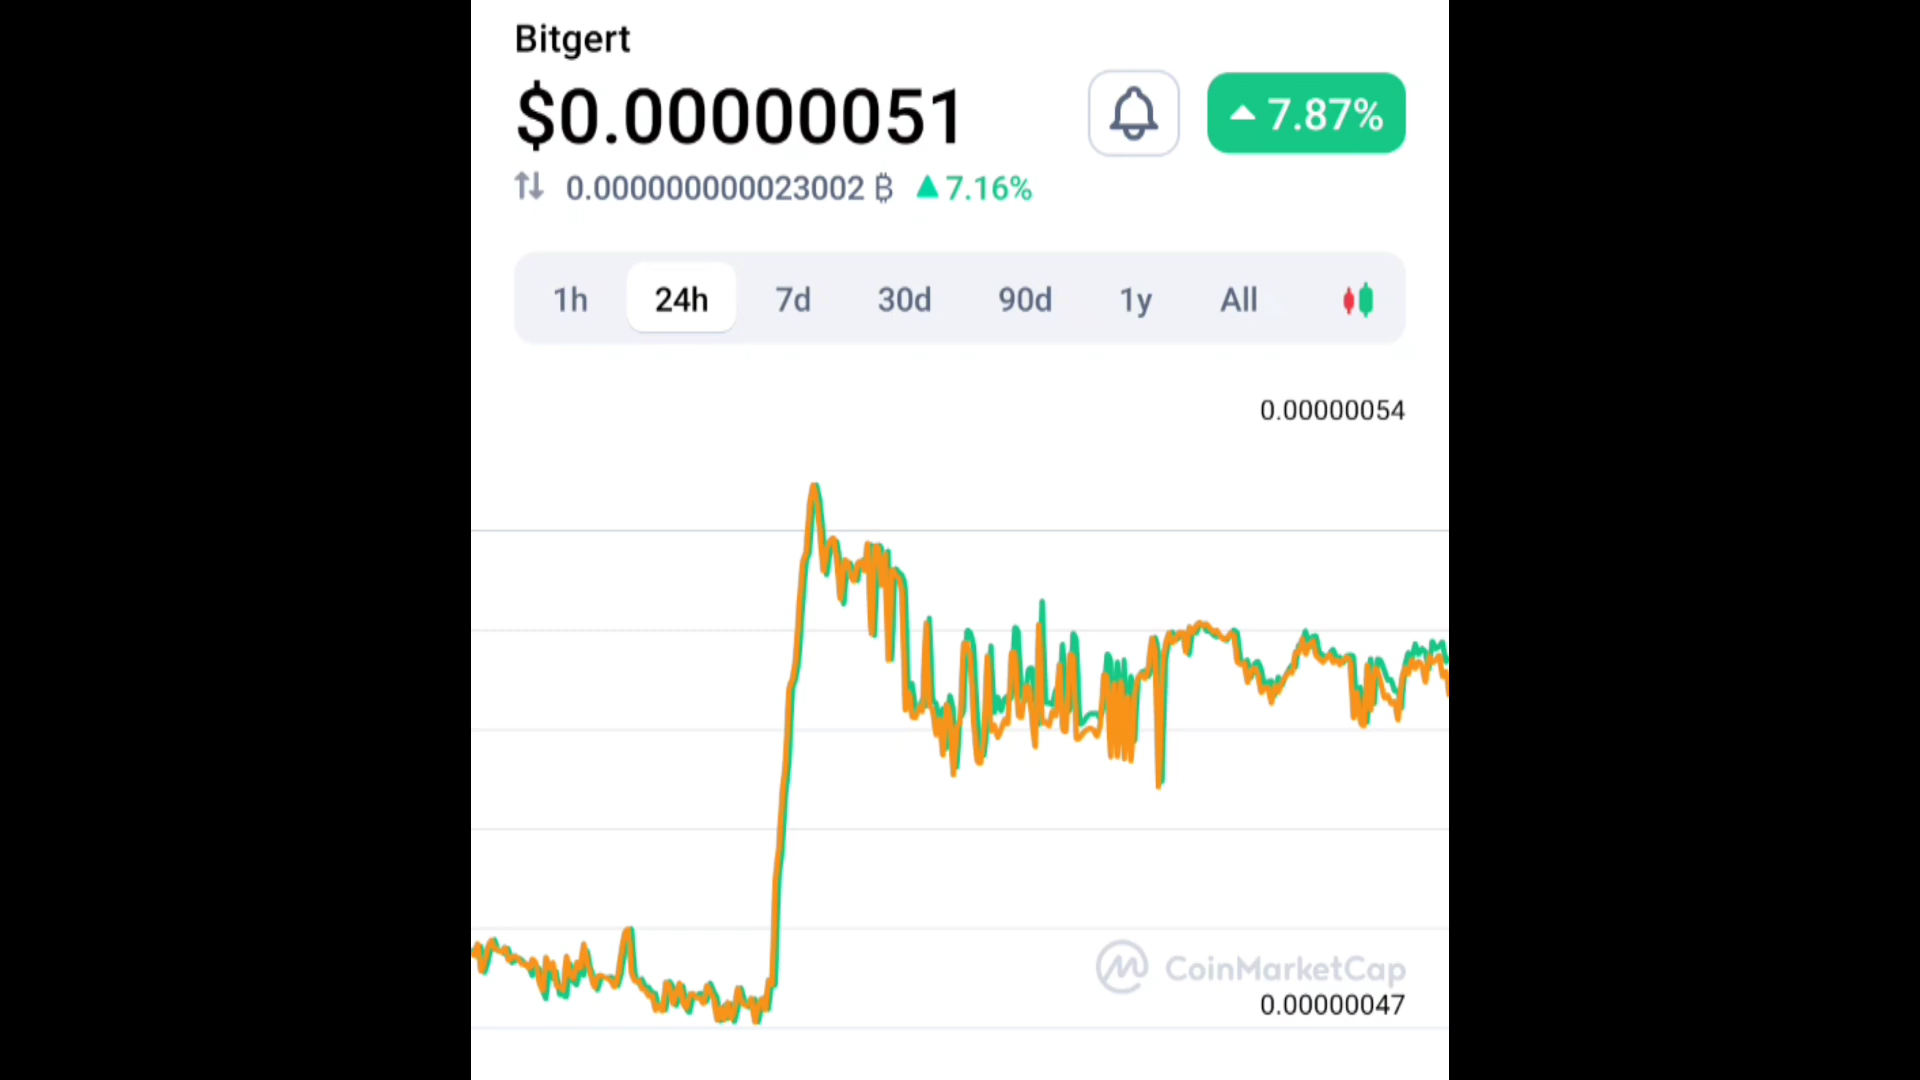 Bitgert
$0.00000051
7.87%
0.000000000023002 ₿ 7.16%
1h 24h 7d 30d 90d 1y All
0.00000054
CoinMarketCap
0.00000047